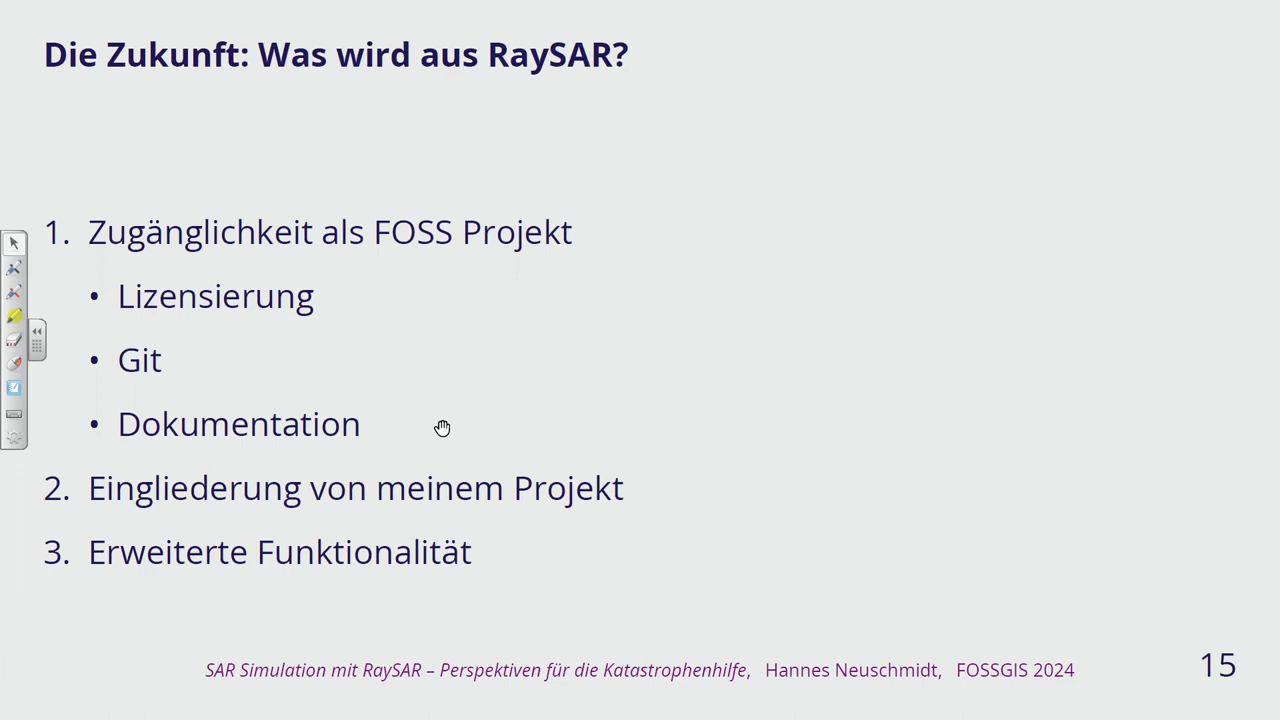 Die Zukunft: Was wird aus RaySAR?
1. Zugänglichkeit als FOSS Projekt
• Lizensierung
• Git
• Dokumentation
2. Eingliederung von meinem Projekt
3. Erweiterte Funktionalität
SAR Simulation mit RaySAR – Perspektiven für die Katastrophenhilfe, Hannes Neuschmidt, FOSSGIS 2024 15